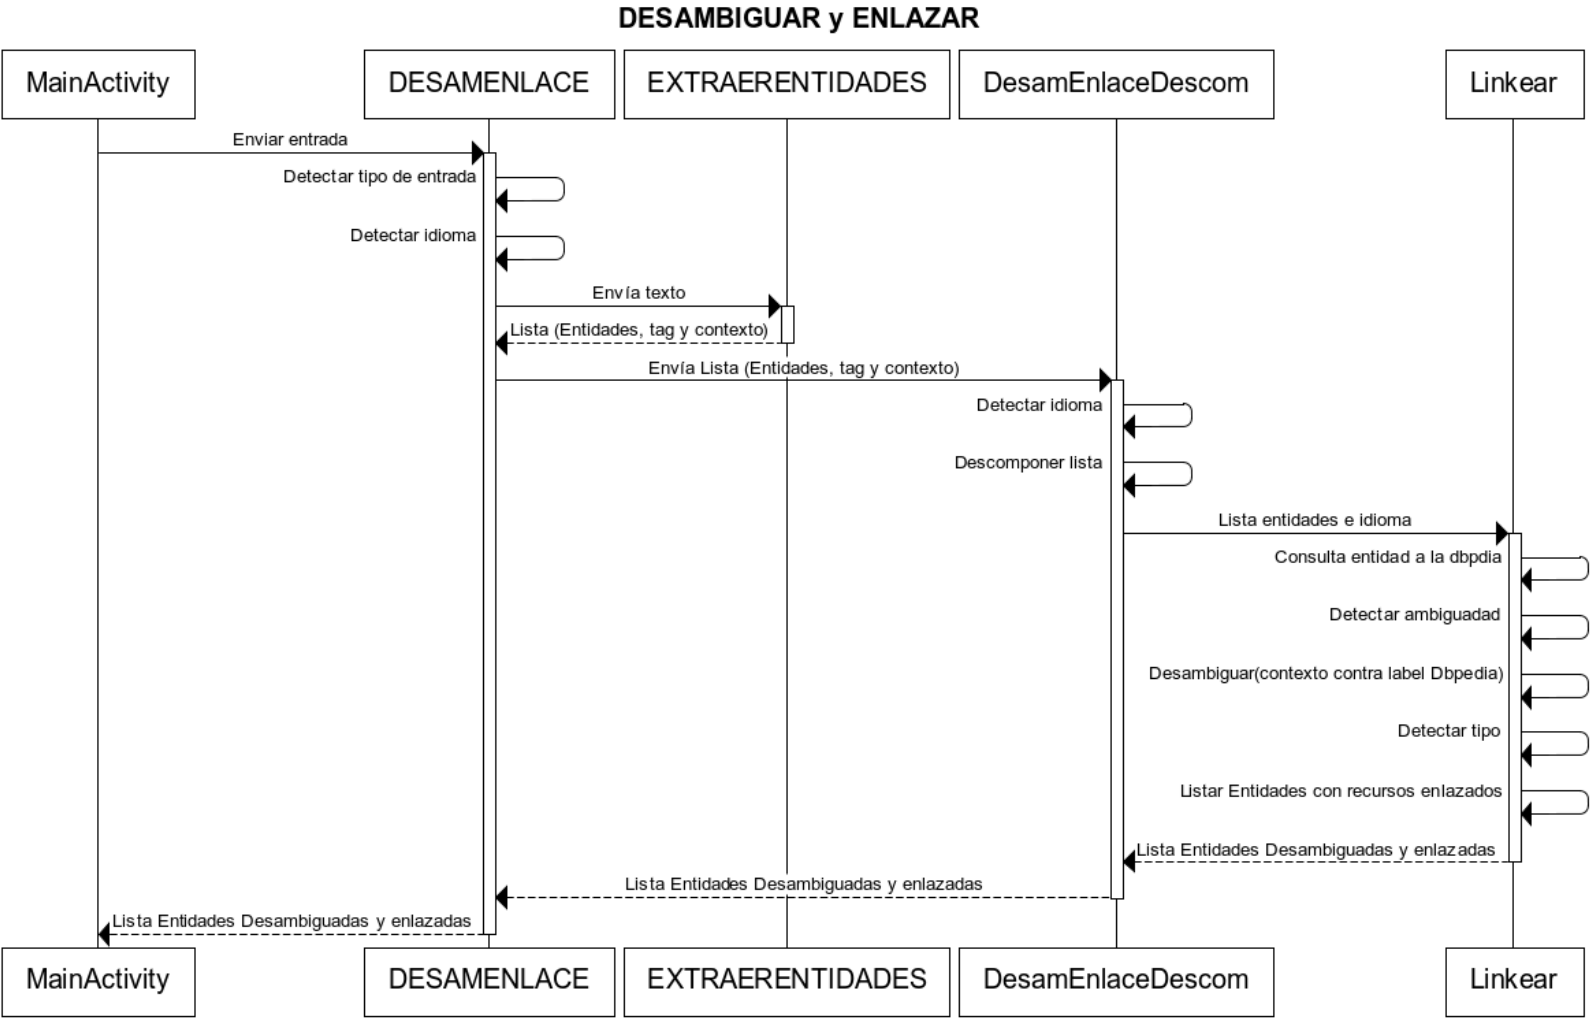 DESAMBIGUAR y ENLAZAR
MainActivity
DESAMENLACE
EXTRAERENTIDADES
DesamEnlaceDescom
Linkear
Enviar entrada
Detectar tipo de entrada
Detectar idioma
Envía texto
Lista (Entidades, tag y contexto)
Envía Lista (Entidades, tag y contexto)
Detectar idioma
Descomponer lista
Lista entidades e idioma
Consulta entidad a la dbpdia
Detectar ambiguadad
Desambiguar(contexto contra label Dbpedia)
Detectar tipo
Listar Entidades con recursos enlazados
Lista Entidades Desambiguadas y enlazadas
Lista Entidades Desambiguadas y enlazadas
Lista Entidades Desambiguadas y enlazadas
MainActivity
DESAMENLACE
EXTRAERENTIDADES
DesamEnlaceDescom
Linkear